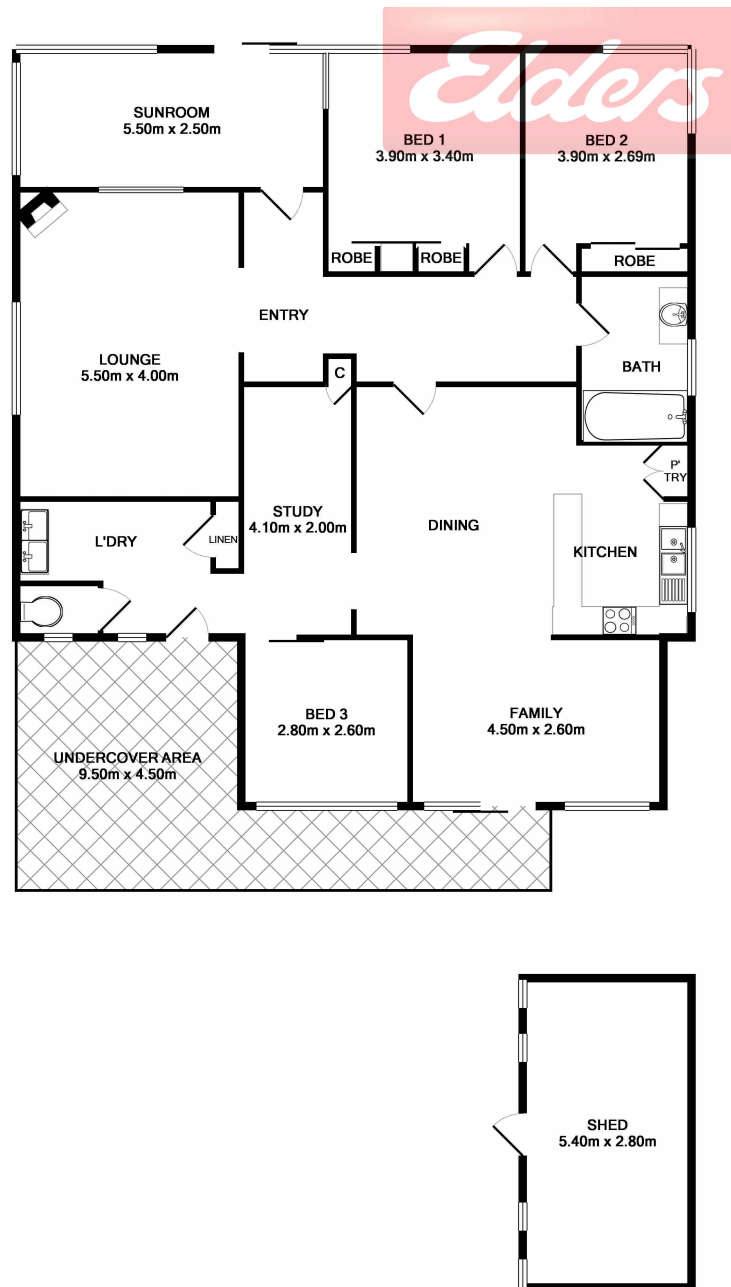 Elders
SUNROOM
5.50m x 2.50m
BED 1
3.90m x 3.40m
BED 2
3.90m x 2.69m
ROBE
ROBE
ROBE
ENTRY
LOUNGE
5.50m x 4.00m
C
BATH
P'
TRY
STUDY
4.10m x 2.00m
DINING
KITCHEN
L'DRY
LINEN
BED 3
2.80m x 2.60m
FAMILY
4.50m x 2.60m
UNDERCOVER AREA
9.50m x 4.50m
SHED
5.40m x 2.80m